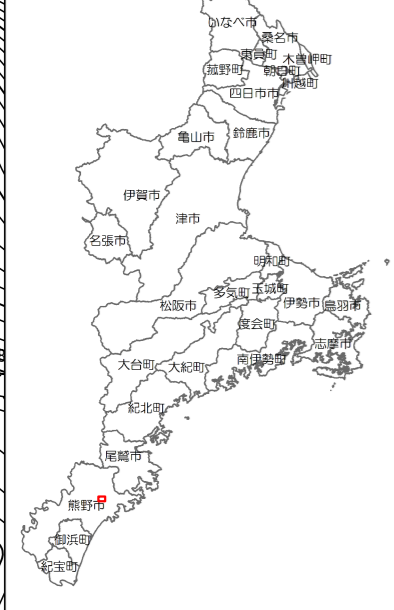 いなべ市
桑名市
東員町
木曽岬町
菰野町
朝日町
川越町
四日市市
亀山市
鈴鹿市
伊賀市
津市
名張市
明和町
多気町
玉城町
松阪市
伊勢市
鳥羽市
度会町
志摩市
大台町
大紀町
南伊勢町
紀北町
尾鷲市
熊野市
御浜町
紀宝町